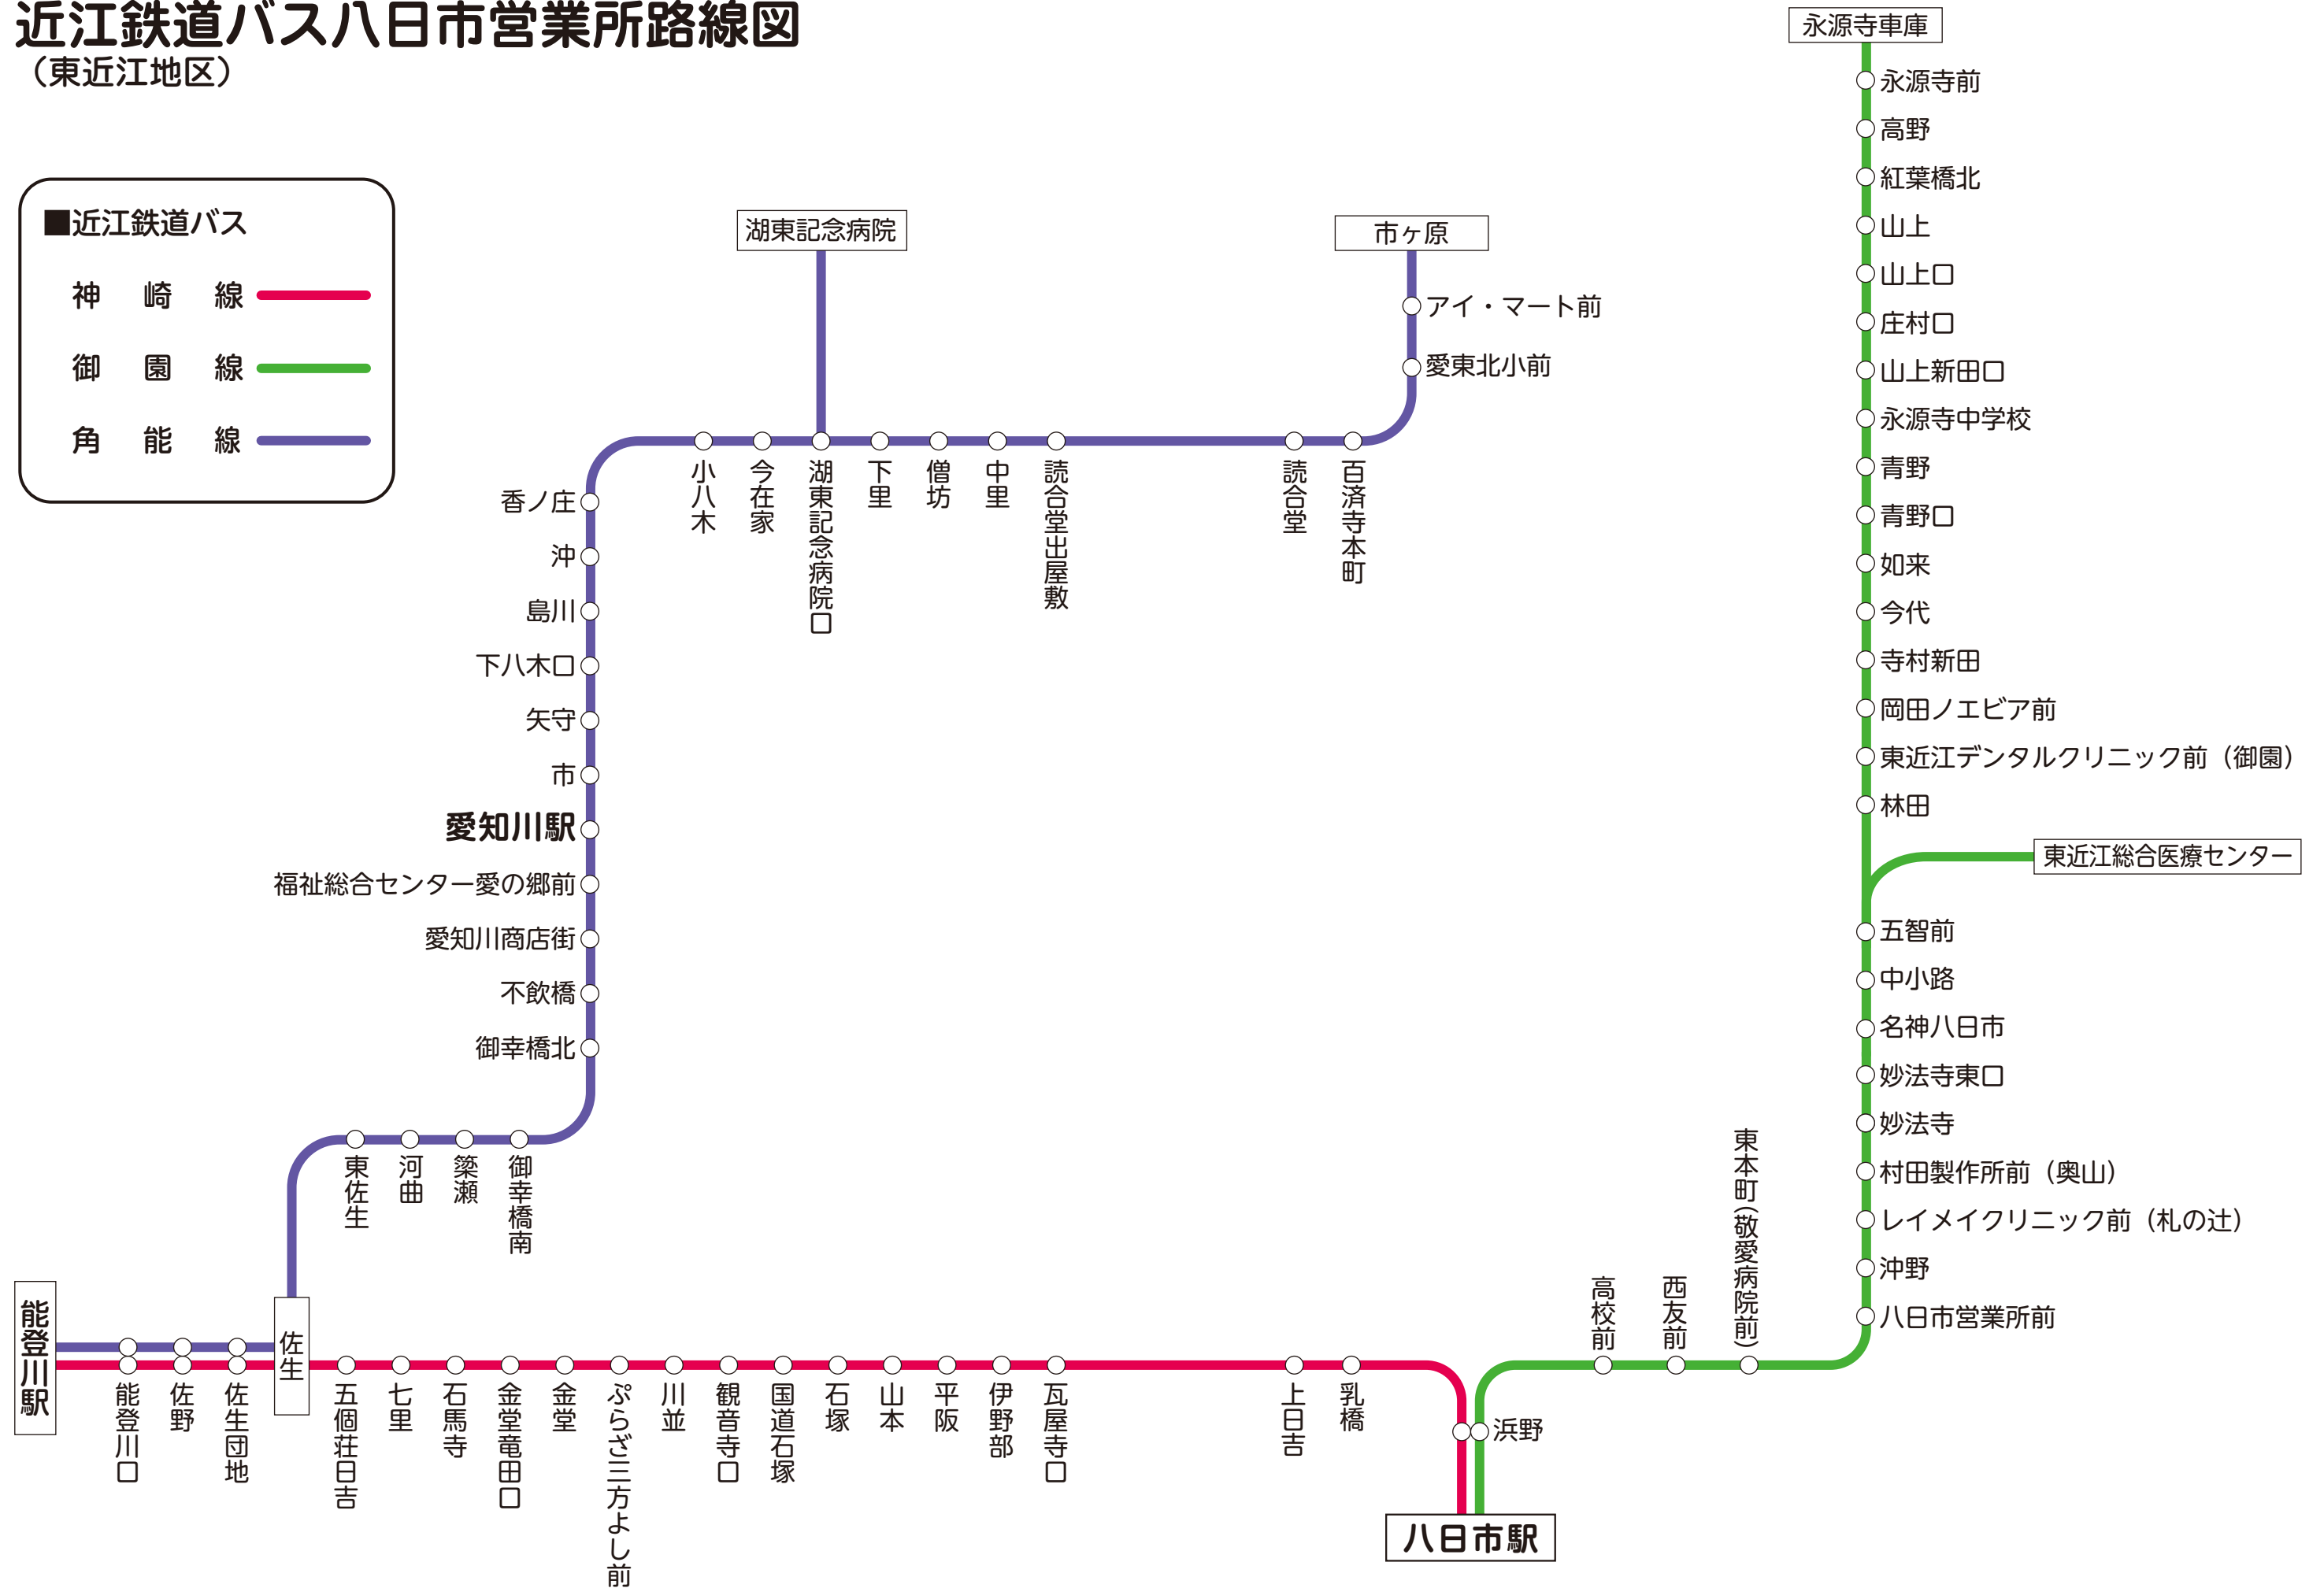 近江鉄道バス八日市営業所路線図
（東近江地区）
■近江鉄道バス
神崎線
御園線
角能線
湖東記念病院
市ヶ原
アイ・マート前
愛東北小前
小八木
今在家
湖東記念病院口
下里
僧坊
中里
読合堂出屋敷
読合堂
百済寺本町
香ノ庄
沖
島川
下八木口
矢守
市
愛知川駅
福祉総合センター愛の郷前
愛知川商店街
不飲橋
御幸橋北
東佐生
河曲
簗瀬
御幸橋南
能登川駅
能登川口
佐野
佐生団地
佐生
五個荘日吉
七里
石馬寺
金堂竜田口
金堂
ぷらざ三方よし前
川並
観音寺口
国道石塚
石塚
山本
平阪
伊野部
瓦屋寺口
上日吉
乳橋
浜野
八日市駅
高校前
西友前
東本町(敬愛病院前)
永源寺車庫
永源寺前
高野
紅葉橋北
山上
山上口
庄村口
山上新田口
永源寺中学校
青野
青野口
如来
今代
寺村新田
岡田ノエビア前
東近江デンタルクリニック前（御園）
林田
東近江総合医療センター
五智前
中小路
名神八日市
妙法寺東口
妙法寺
村田製作所前（奥山）
レイメイクリニック前（札の辻）
沖野
八日市営業所前